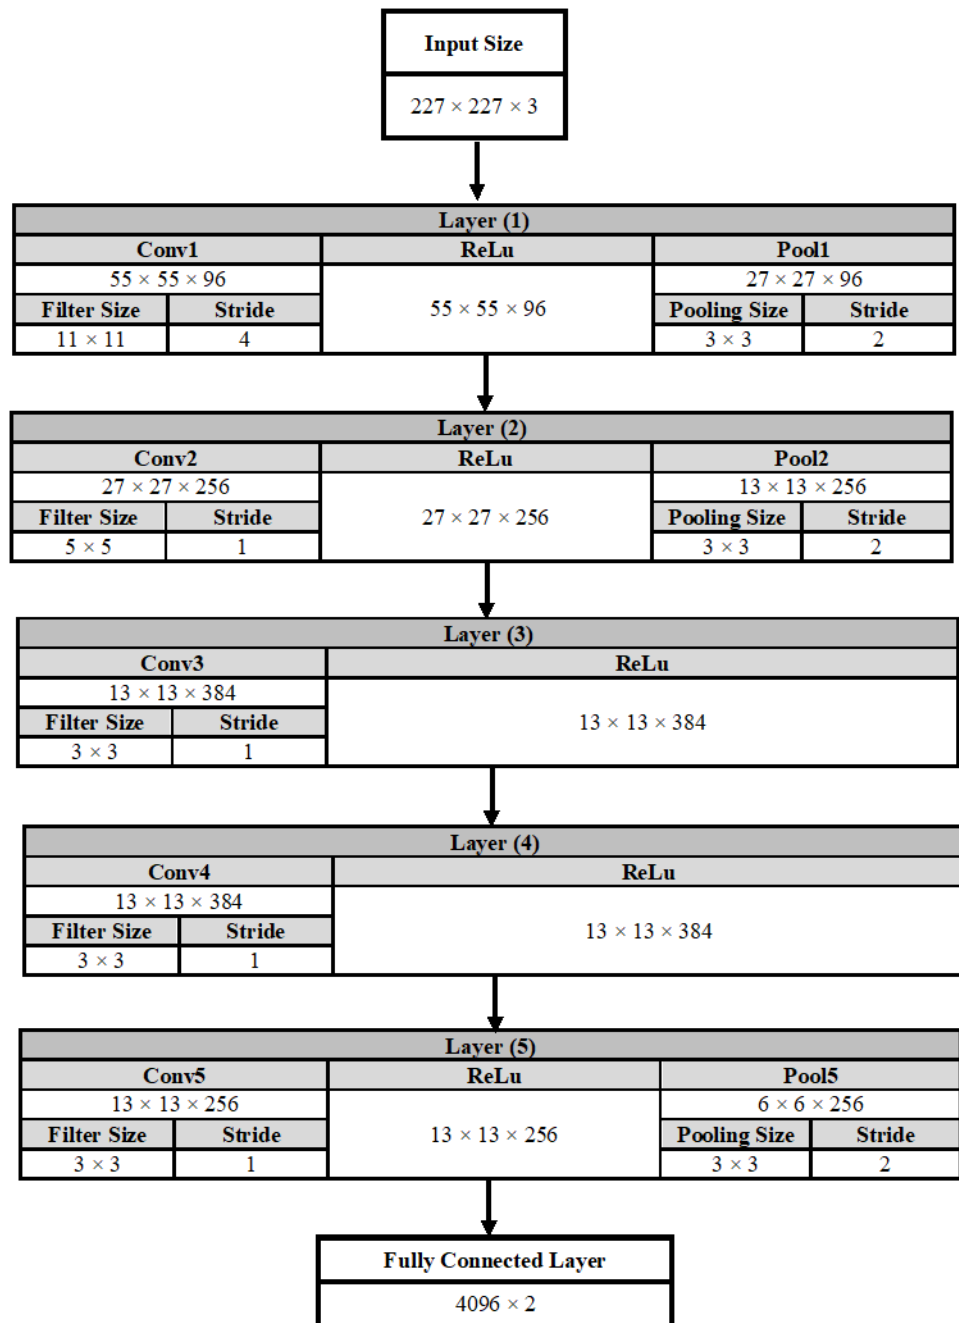 Input Size
227 × 227 × 3
Layer (1)
Conv1 ReLu Pool1
55 × 55 × 96 27 × 27 × 96
55 × 55 × 96
Filter Size Stride Pooling Size Stride
11 × 11 4 3 × 3 2
Layer (2)
Conv2 ReLu Pool2
27 × 27 × 256 13 × 13 × 256
27 × 27 × 256
Filter Size Stride Pooling Size Stride
5 × 5 1 3 × 3 2
Layer (3)
Conv3 ReLu
13 × 13 × 384
13 × 13 × 384
Filter Size Stride
3 × 3 1
Layer (4)
Conv4 ReLu
13 × 13 × 384
13 × 13 × 384
Filter Size Stride
3 × 3 1
Layer (5)
Conv5 ReLu Pool5
13 × 13 × 256 6 × 6 × 256
13 × 13 × 256
Filter Size Stride Pooling Size Stride
3 × 3 1 3 × 3 2
Fully Connected Layer
4096 × 2